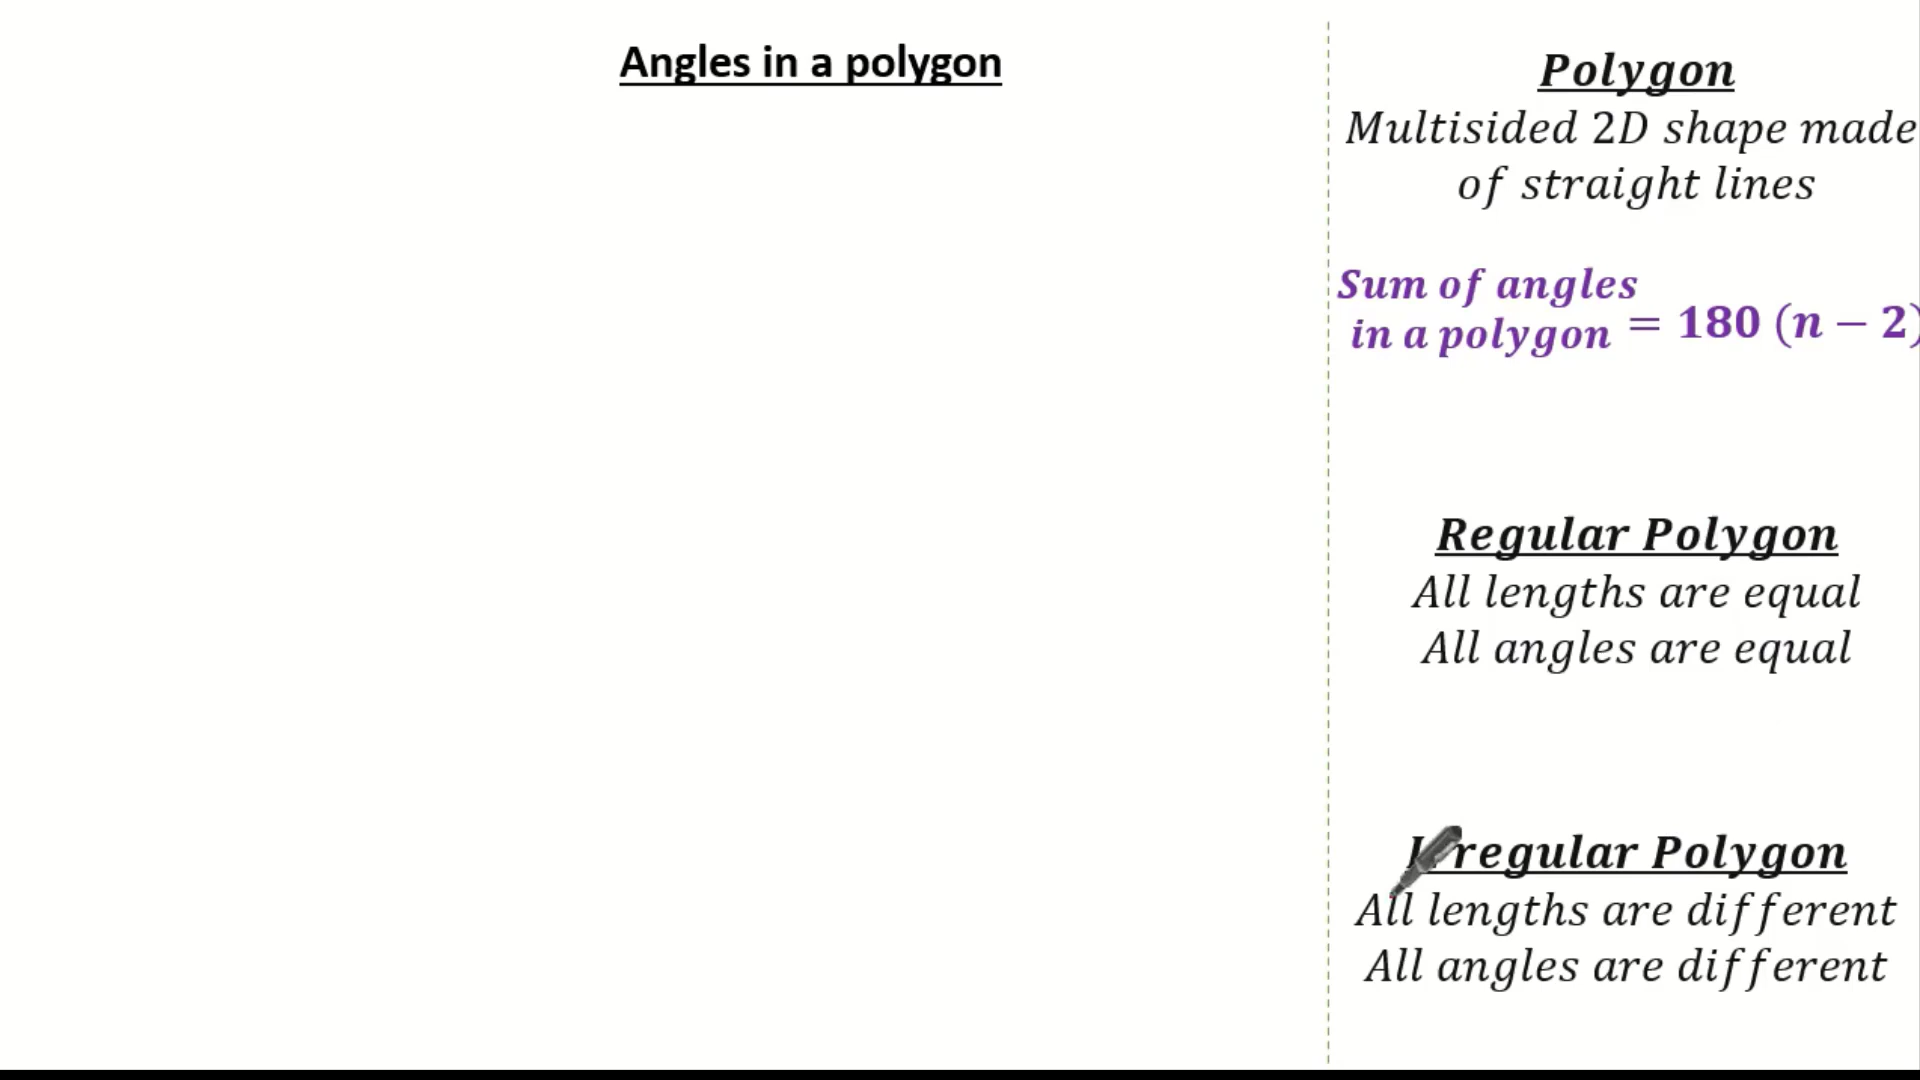 Angles in a polygon
Polygon
Multisided 2D shape made
of straight lines
Sum of angles
in a polygon = 180 (n − 2)
Regular Polygon
All lengths are equal
All angles are equal
Irregular Polygon
All lengths are different
All angles are different